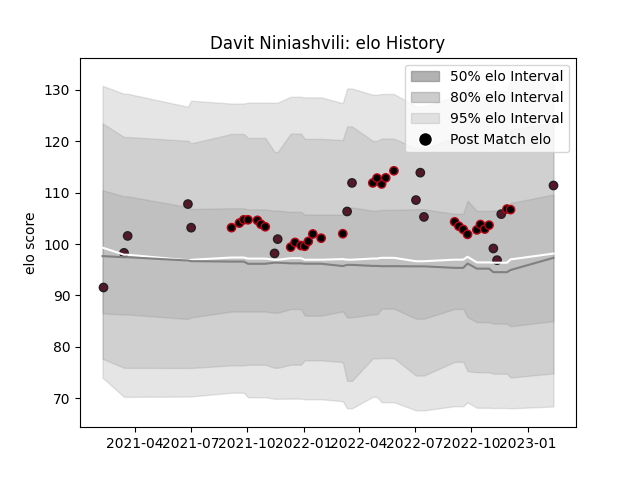 Davit Niniashvili: elo History
50% elo Interval
80% elo Interval
95% elo Interval
Post Match elo
elo score
130
120
110
100
90
80
70
2021-04 2021-07 2021-10 2022-01 2022-04 2022-07 2022-10 2023-01